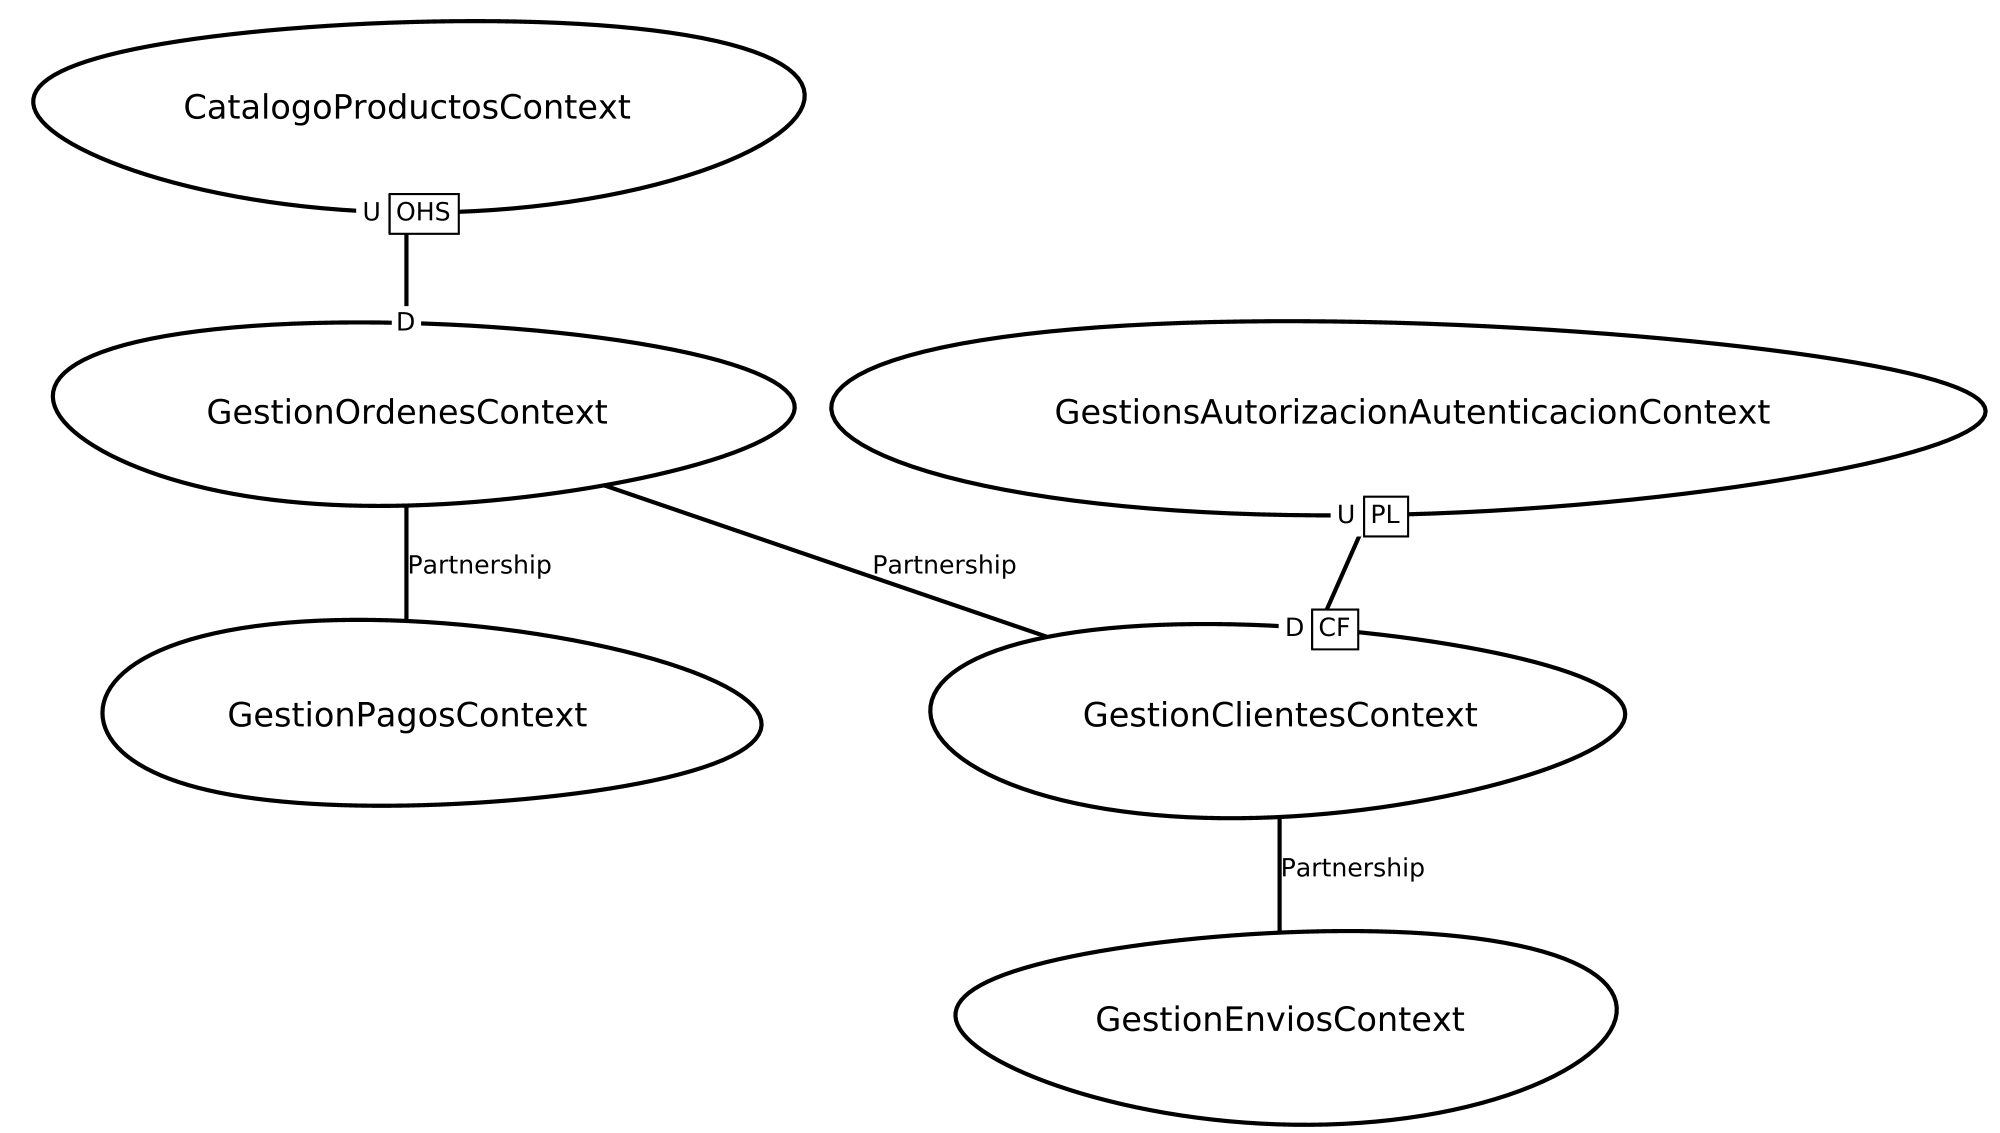 CatalogoProductosContext
U OHS
D
GestionOrdenesContext
GestionsAutorizacionAutenticacionContext
U PL
Partnership
Partnership
D CF
GestionPagosContext
GestionClientesContext
Partnership
GestionEnviosContext